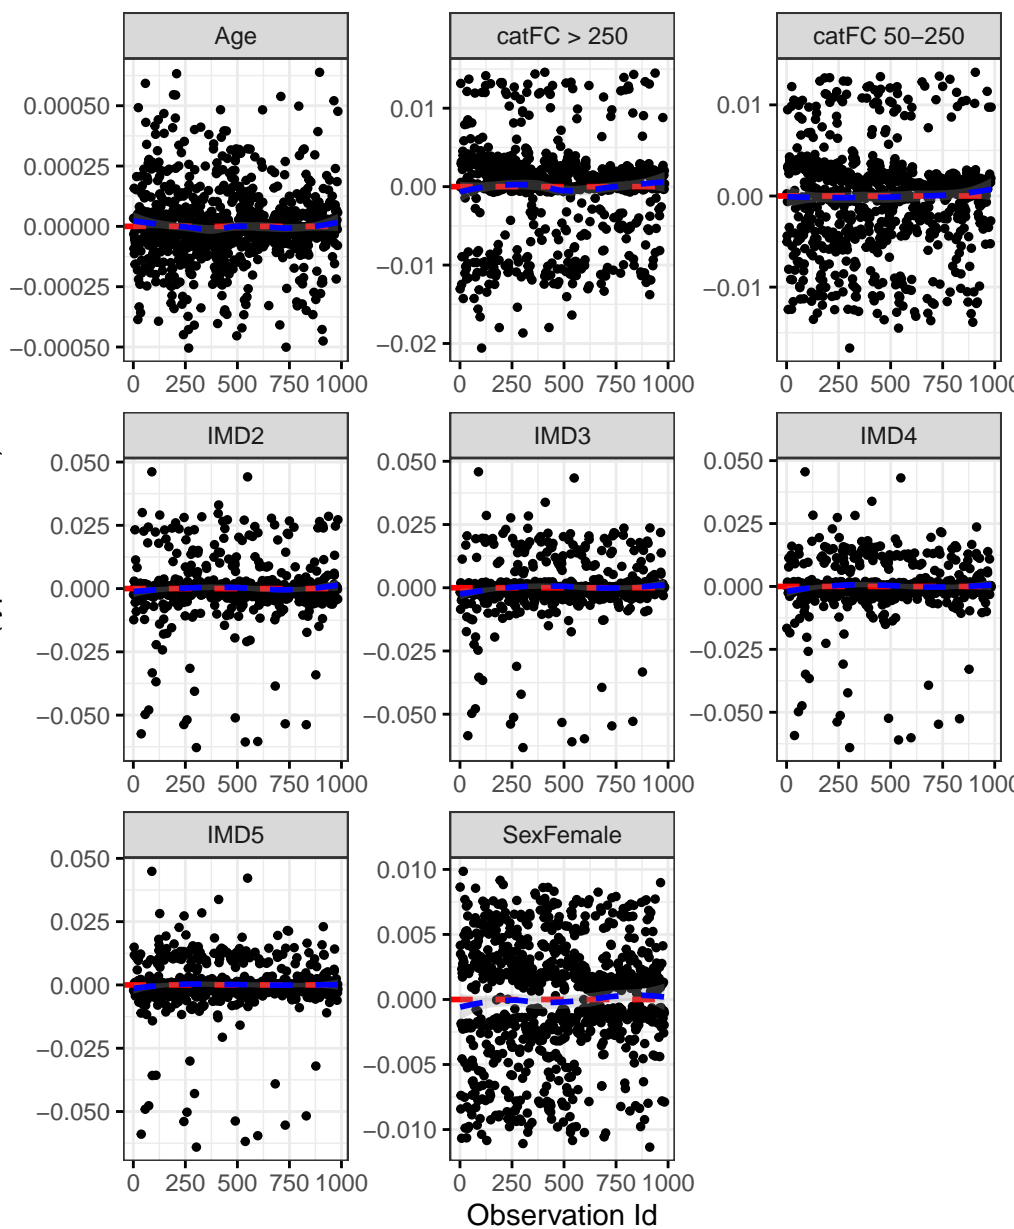 Age catFC > 250 catFC 50−250
0.00050 0.01 0.01
0.00025
0.00000 0.00 0.00
−0.00025 −0.01 −0.01
−0.00050 −0.02
0 250 500 750 1000 0 250 500 750 1000 0 250 500 750 1000
IMD2 IMD3 IMD4
0.050 0.050 0.050
0.025 0.025 0.025
0.000 0.000 0.000
−0.025 −0.025 −0.025
−0.050 −0.050 −0.050
0 250 500 750 1000 0 250 500 750 1000 0 250 500 750 1000
IMD5 SexFemale
0.050 0.010
0.025 0.005
0.000 0.000
−0.025 −0.005
−0.050 −0.010
0 250 500 750 1000 0 250 500 750 1000
Observation Id